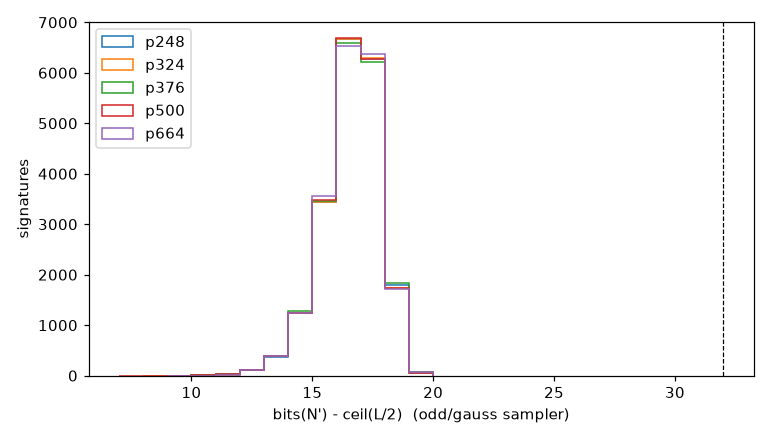 7000
6000
5000
4000
3000
2000
1000
0
signatures
p248
p324
p376
p500
p664
10 15 20 25 30
bits(N') - ceil(L/2)  (odd/gauss sampler)